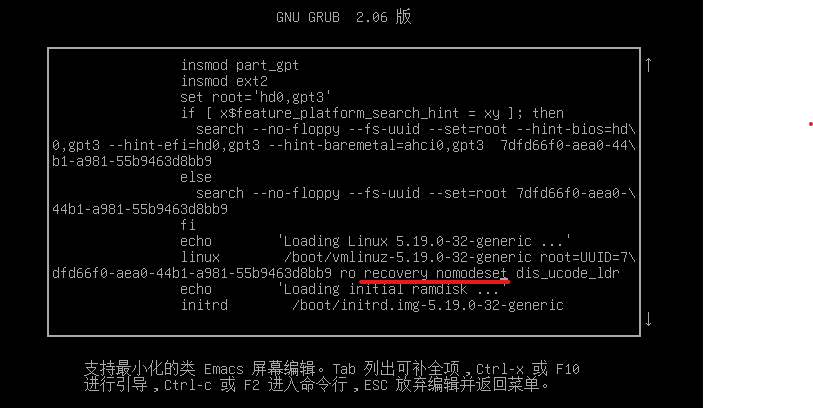 GNU GRUB  2.06 版
insmod part_gpt
insmod ext2
set root='hd0,gpt3'
if [ x$feature_platform_search_hint = xy ]; then
search --no-floppy --fs-uuid --set=root --hint-bios=hd\
0,gpt3 --hint-efi=hd0,gpt3 --hint-baremetal=ahci0,gpt3  7dfd66f0-aea0-44\
b1-a981-55b9463d8bb9
else
search --no-floppy --fs-uuid --set=root 7dfd66f0-aea0-\
44b1-a981-55b9463d8bb9
fi
echo        'Loading Linux 5.19.0-32-generic ...'
linux        /boot/vmlinuz-5.19.0-32-generic root=UUID=7\
dfd66f0-aea0-44b1-a981-55b9463d8bb9 ro recovery nomodeset dis_ucode_ldr
echo        'Loading initial ramdisk ...'
initrd        /boot/initrd.img-5.19.0-32-generic
支持最小化的类 Emacs 屏幕编辑。Tab 列出可补全项,Ctrl-x 或 F10
进行引导,Ctrl-c 或 F2 进入命令行,ESC 放弃编辑并返回菜单。